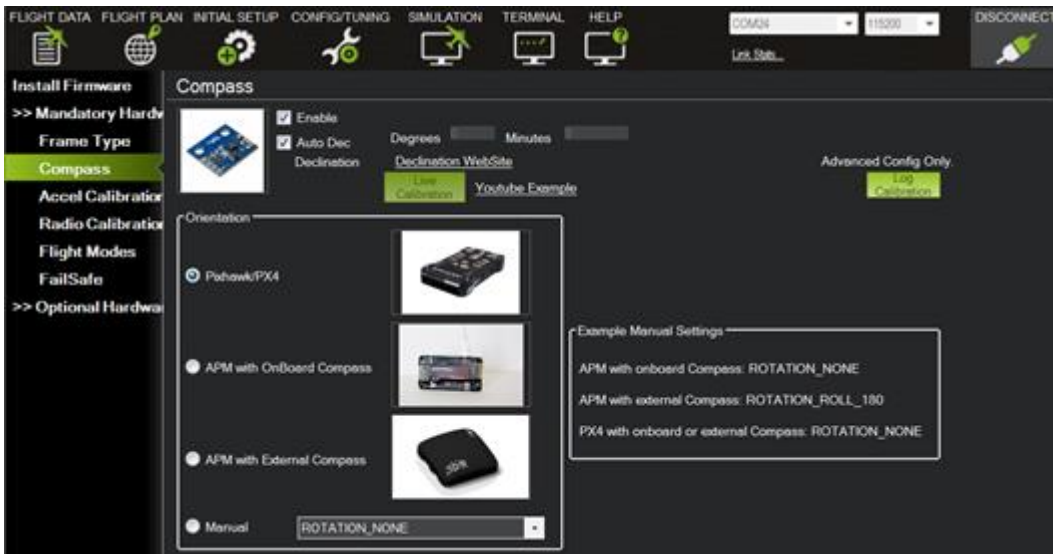 FLIGHT DATA FLIGHT PLAN INITIAL SETUP CONFIG/TUNING SIMULATION TERMINAL HELP
COM24 115200 DISCONNECT
Link Stats...
Install Firmware
Compass
>> Mandatory Hardw
Enable
Frame Type
Auto Dec
Degrees Minutes
Declination
Declination WebSite
Compass
Advanced Config Only.
Live
Calibration
Youtube Example
Log
Calibration
Accel Calibration
Radio Calibration
Flight Modes
FailSafe
>> Optional Hardwa
Orientation
Pixhawk/PX4
APM with OnBoard Compass
APM with External Compass
Manual ROTATION_NONE
Example Manual Settings
APM with onboard Compass: ROTATION_NONE
APM with external Compass: ROTATION_ROLL_180
PX4 with onboard or external Compass: ROTATION_NONE